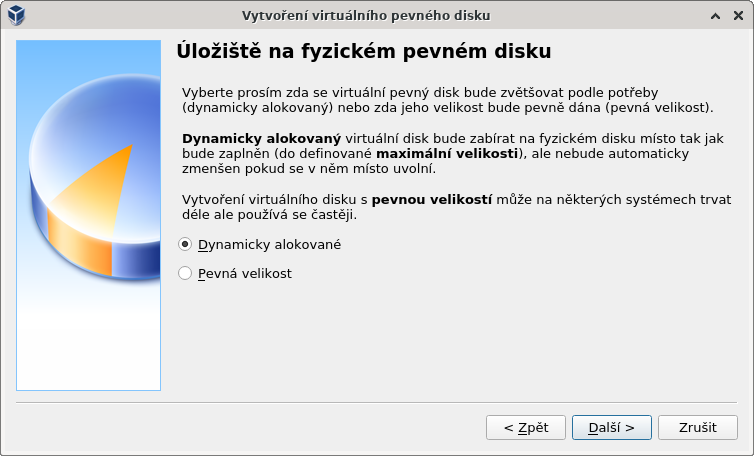 Vytvoření virtuálního pevného disku
Úložiště na fyzickém pevném disku
Vyberte prosím zda se virtuální pevný disk bude zvětšovat podle potřeby
(dynamicky alokovaný) nebo zda jeho velikost bude pevně dána (pevná velikost).
Dynamicky alokovaný virtuální disk bude zabírat na fyzickém disku místo tak jak
bude zaplněn (do definované maximální velikosti), ale nebude automaticky
zmenšen pokud se v něm místo uvolní.
Vytvoření virtuálního disku s pevnou velikostí může na některých systémech trvat
déle ale používá se častěji.
Dynamicky alokované
Pevná velikost
< Zpět
Další >
Zrušit